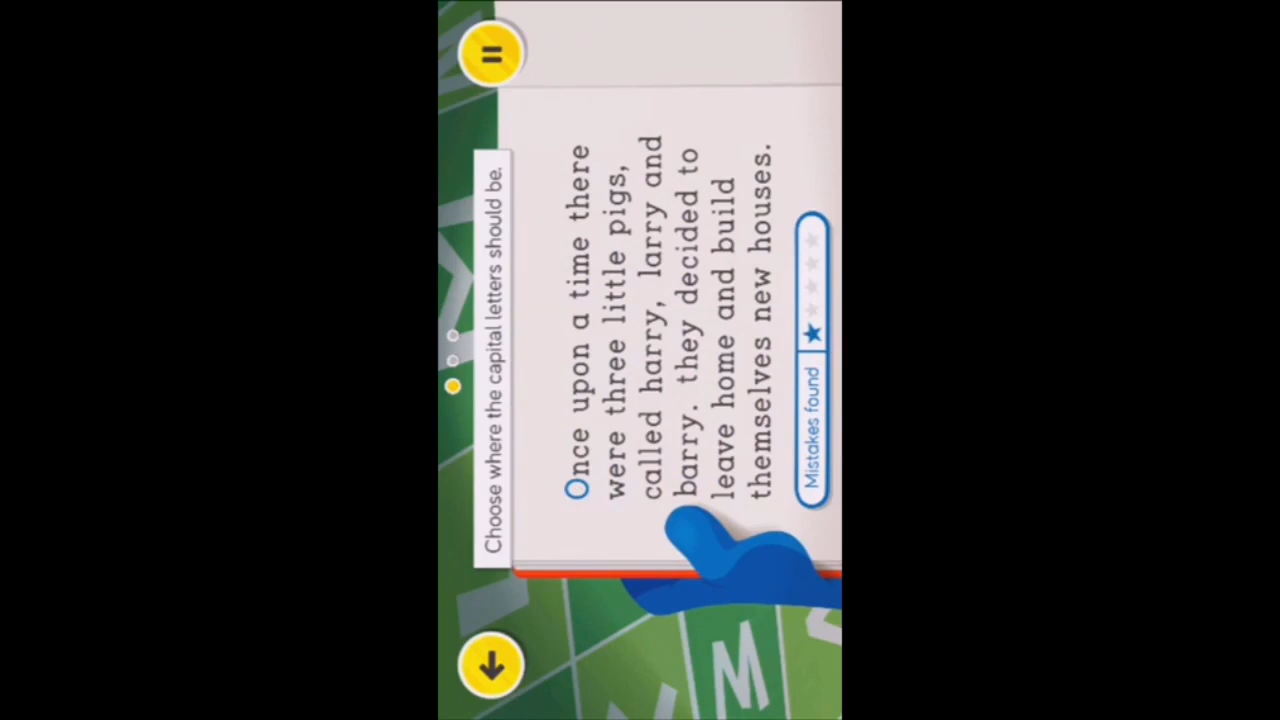 Choose where the capital letters should be.
Once upon a time there
were three little pigs,
called harry, larry and
barry. they decided to
leave home and build
themselves new houses.
Mistakes found
M